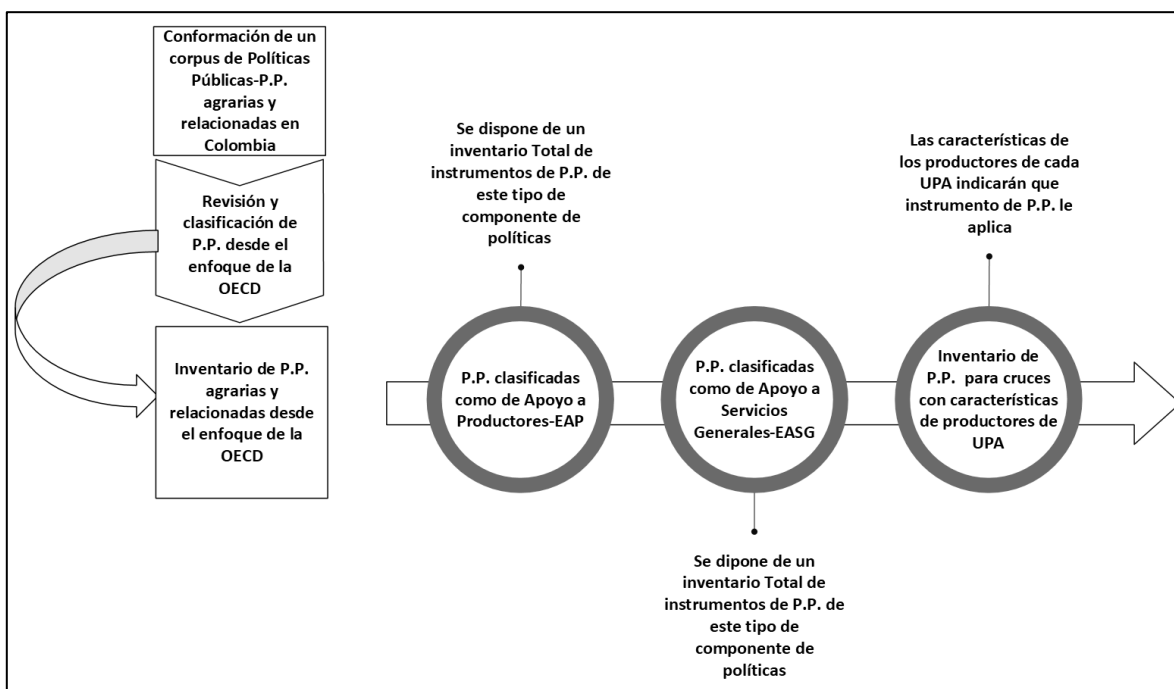 Conformación de un
corpus de Políticas
Públicas-P.P.
agrarias y
relacionadas en
Colombia
Revisión y
clasificación de
P.P. desde el
enfoque de la
OECD
Inventario de P.P.
agrarias y
relacionadas desde
el enfoque de la
OECD
Se dispone de un
inventario Total de
instrumentos de P.P. de
este tipo de
componente de
políticas
P.P. clasificadas
como de Apoyo a
Productores-EAP
P.P. clasificadas
como de Apoyo a
Servicios
Generales-EASG
Se dipone de un
inventario Total de
instrumentos de P.P. de
este tipo de
componente de
políticas
Las características de
los productores de cada
UPA indicarán que
instrumento de P.P. le
aplica
Inventario de
P.P. para cruces
con características
de productores de
UPA